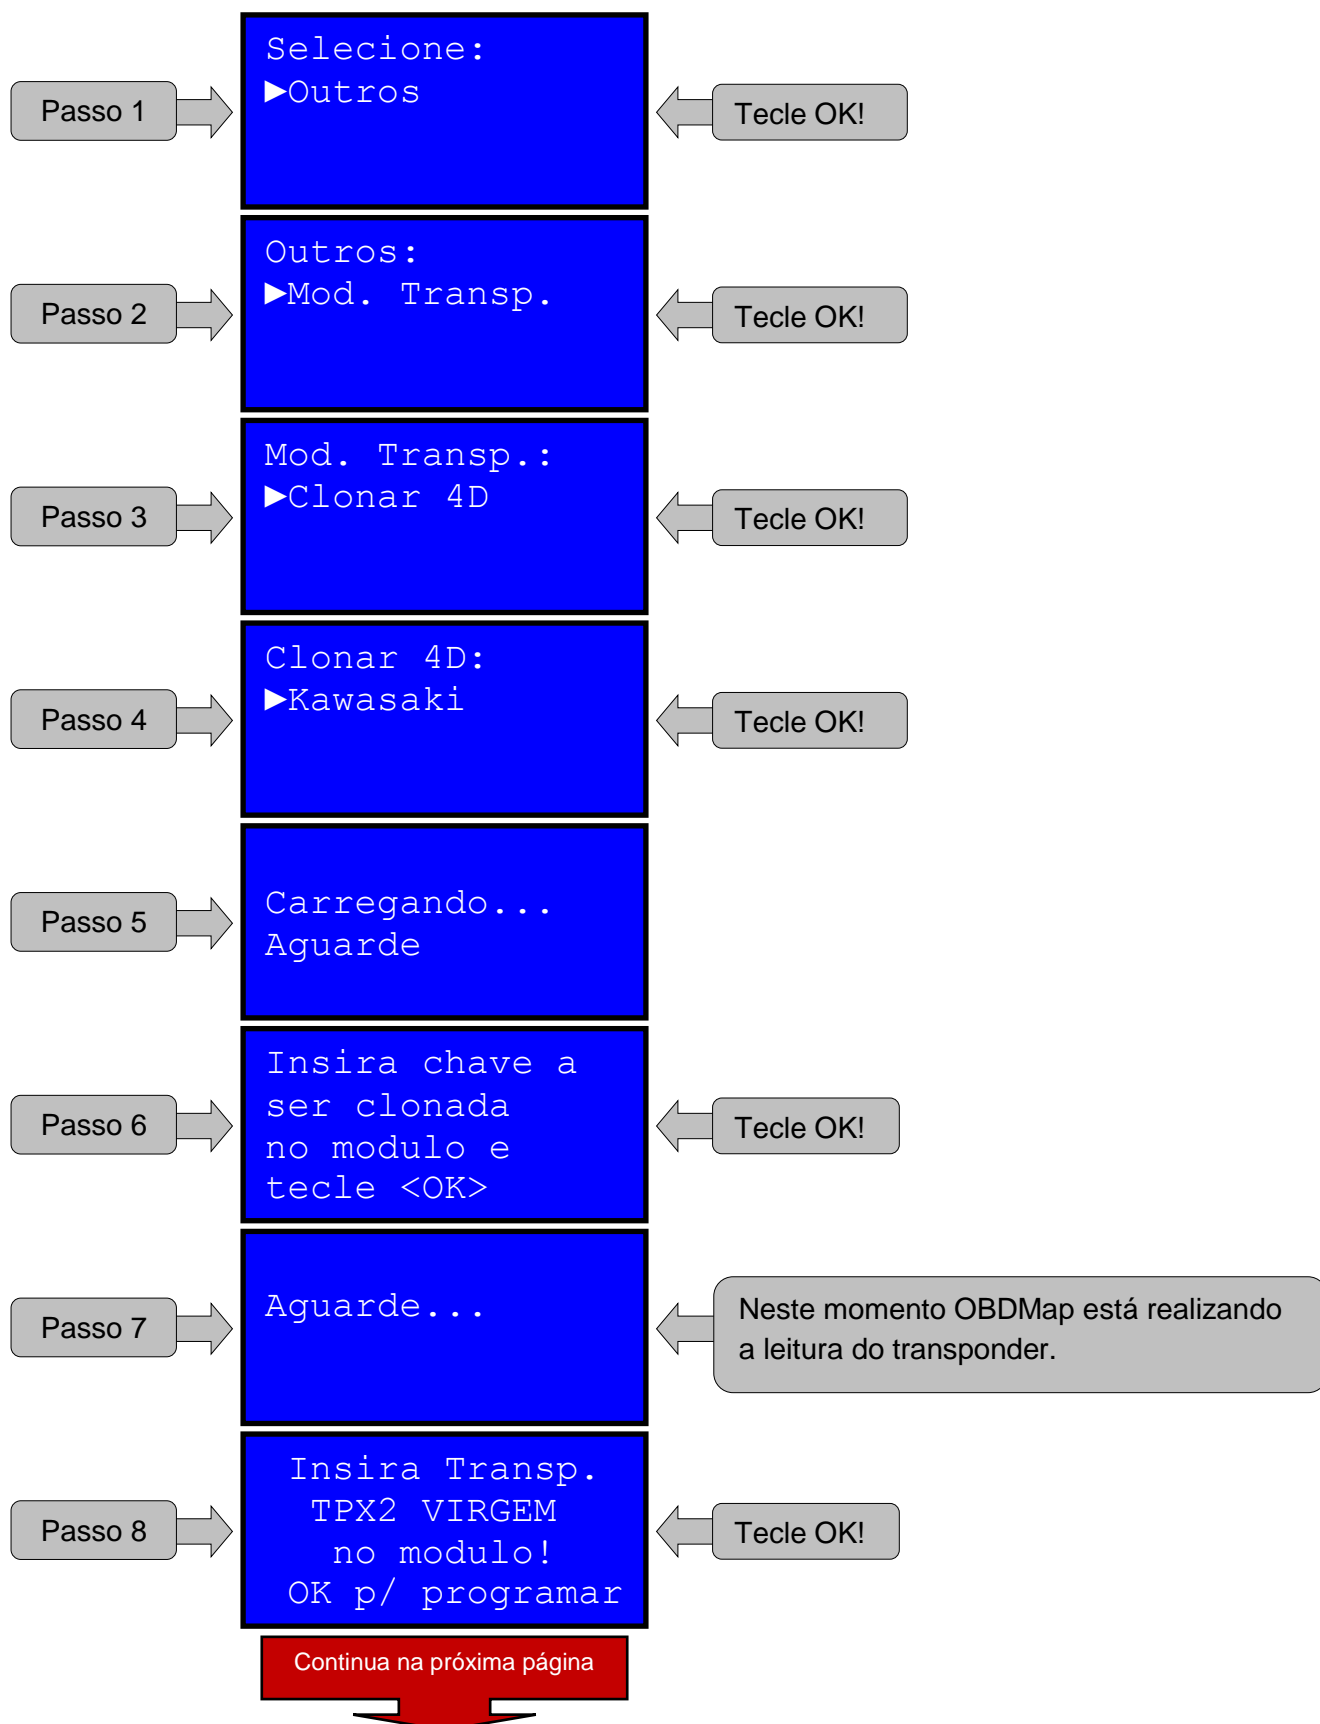 Selecione:
►Outros
Passo 1
Tecle OK!
Outros:
►Mod. Transp.
Passo 2
Tecle OK!
Mod. Transp.:
►Clonar 4D
Passo 3
Tecle OK!
Clonar 4D:
►Kawasaki
Passo 4
Tecle OK!
Carregando...
Aguarde
Passo 5
Insira chave a
ser clonada
no modulo e
tecle <OK>
Passo 6
Tecle OK!
Aguarde...
Passo 7
Neste momento OBDMap está realizando
a leitura do transponder.
Insira Transp.
TPX2 VIRGEM
no modulo!
OK p/ programar
Passo 8
Tecle OK!
Continua na próxima página